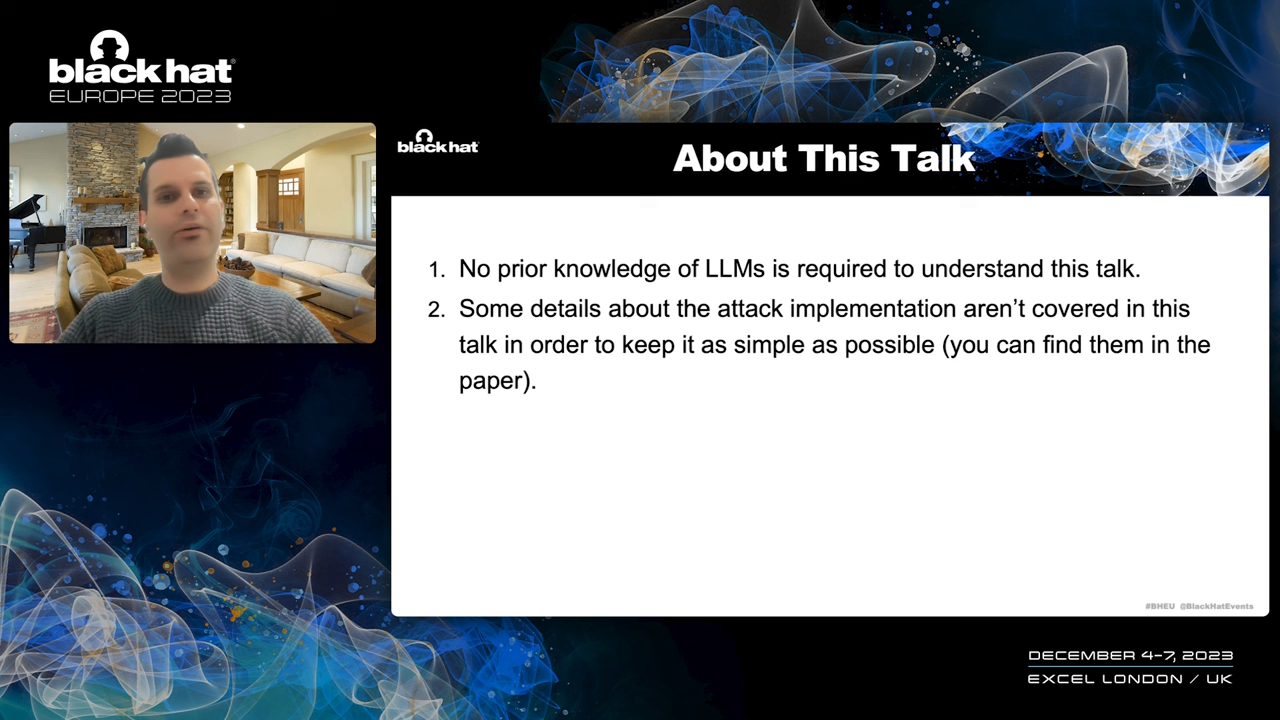 black hat®
EUROPE 2023
black hat
About This Talk
1. No prior knowledge of LLMs is required to understand this talk.
2. Some details about the attack implementation aren’t covered in this
talk in order to keep it as simple as possible (you can find them in the
paper).
#BHEU @BlackHatEvents
DECEMBER 4-7, 2023
EXCEL LONDON / UK